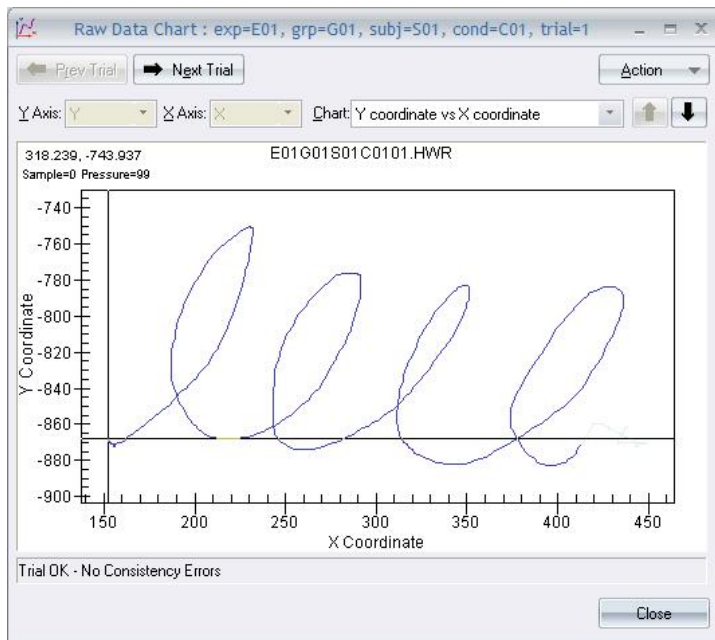 Raw Data Chart : exp=E01, grp=G01, subj=S01, cond=C01, trial=1
Prev Trial Next Trial Action
Y Axis: Y X Axis: X Chart: Y coordinate vs X coordinate
318.239, -743.937 E01G01S01C0101.HWR
Sample=0 Pressure=99
-740
-760
-780
-800
-820
-840
-860
-880
-900
Y Coordinate
150 200 250 300 350 400 450
X Coordinate
Trial OK - No Consistency Errors
Close